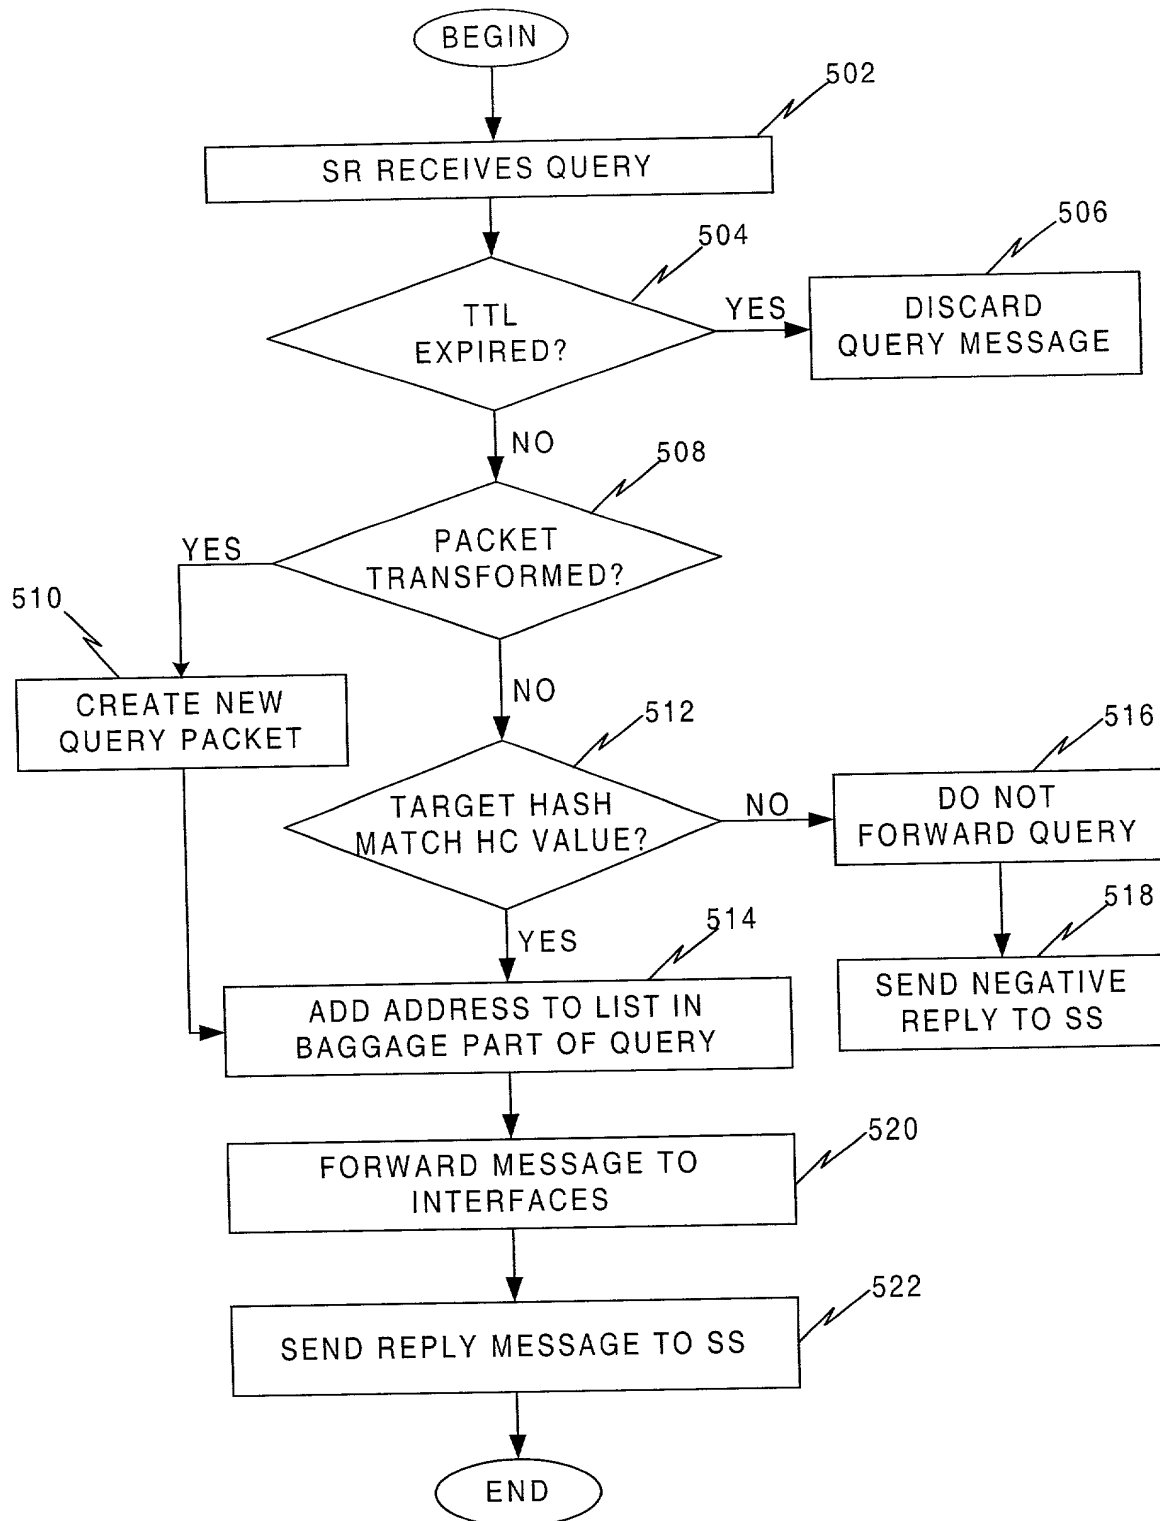 BEGIN
502
SR RECEIVES QUERY
504
506
TTL
EXPIRED?
YES
DISCARD
QUERY MESSAGE
NO
508
PACKET
TRANSFORMED?
YES
510
CREATE NEW
QUERY PACKET
NO
512
516
TARGET HASH
MATCH HC VALUE?
NO
DO NOT
FORWARD QUERY
518
YES
514
SEND NEGATIVE
REPLY TO SS
ADD ADDRESS TO LIST IN
BAGGAGE PART OF QUERY
520
FORWARD MESSAGE TO
INTERFACES
522
SEND REPLY MESSAGE TO SS
END